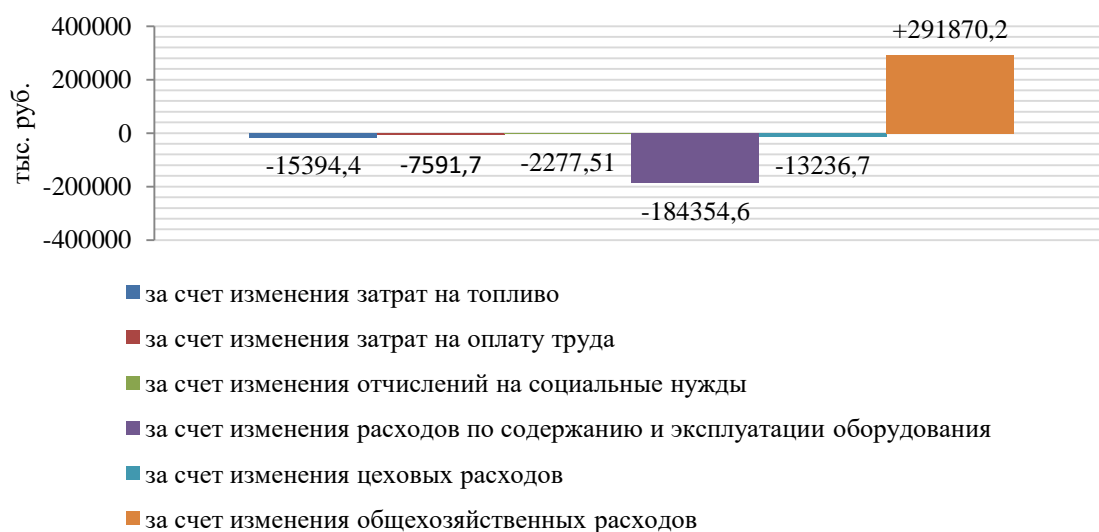 400000
+291870,2
200000
0
-15394,4
-7591,7
-2277,51
-13236,7
-200000
-184354,6
-400000
тыс. руб.
за счет изменения затрат на топливо
за счет изменения затрат на оплату труда
за счет изменения отчислений на социальные нужды
за счет изменения расходов по содержанию и эксплуатации оборудования
за счет изменения цеховых расходов
за счет изменения общехозяйственных расходов